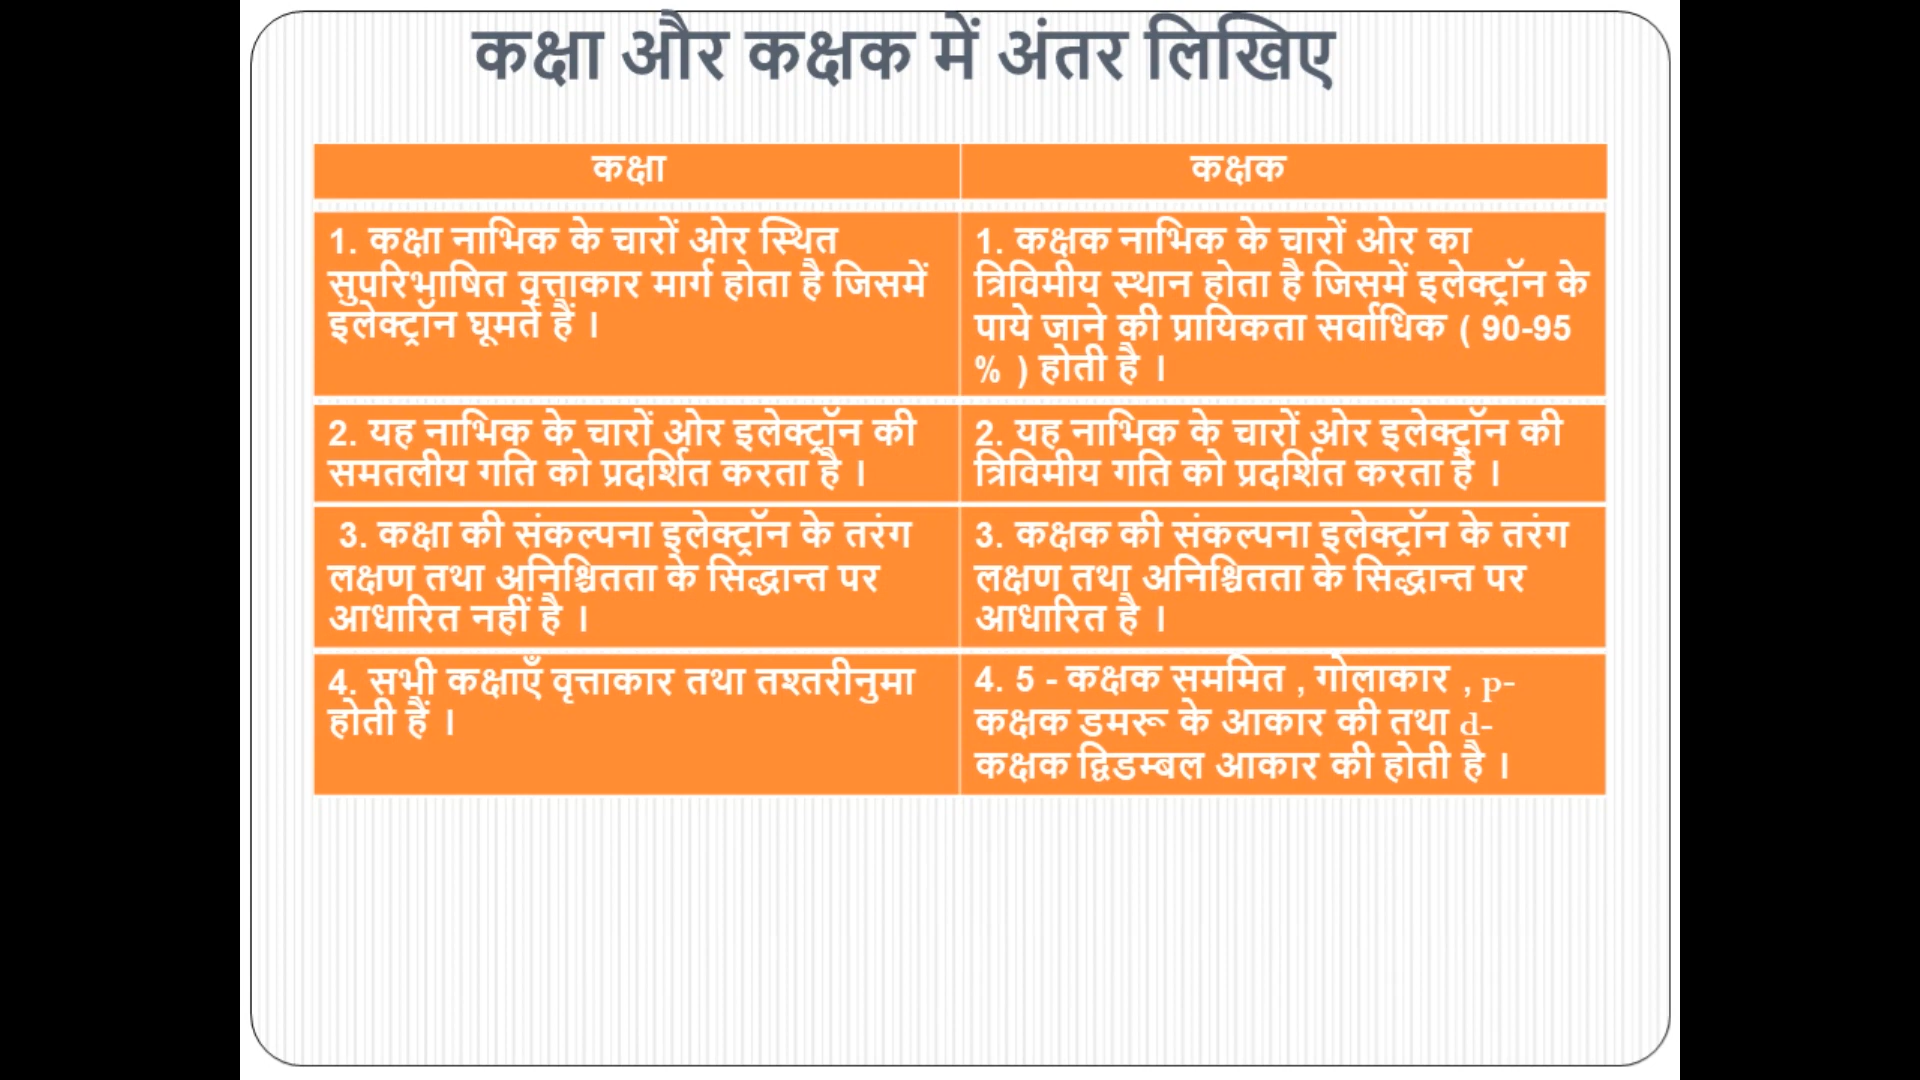 कक्षा और कक्षक में अंतर लिखिए
कक्षा
कक्षक
1. कक्षा नाभिक के चारों ओर स्थित
सुपरिभाषित वृत्ताकार मार्ग होता है जिसमें
इलेक्ट्रॉन घूमते हैं ।
1. कक्षक नाभिक के चारों ओर का
त्रिविमीय स्थान होता है जिसमें इलेक्ट्रॉन के
पाये जाने की प्रायिकता सर्वाधिक ( 90-95
% ) होती है ।
2. यह नाभिक के चारों ओर इलेक्ट्रॉन की
समतलीय गति को प्रदर्शित करता है ।
2. यह नाभिक के चारों ओर इलेक्ट्रॉन की
त्रिविमीय गति को प्रदर्शित करता है ।
3. कक्षा की संकल्पना इलेक्ट्रॉन के तरंग
लक्षण तथा अनिश्चितता के सिद्धान्त पर
आधारित नहीं है ।
3. कक्षक की संकल्पना इलेक्ट्रॉन के तरंग
लक्षण तथा अनिश्चितता के सिद्धान्त पर
आधारित है ।
4. सभी कक्षाएँ वृत्ताकार तथा तश्तरीनुमा
होती हैं ।
4. 5 - कक्षक सममित , गोलाकार , p-
कक्षक डमरू के आकार की तथा d-
कक्षक द्विडम्बल आकार की होती है ।